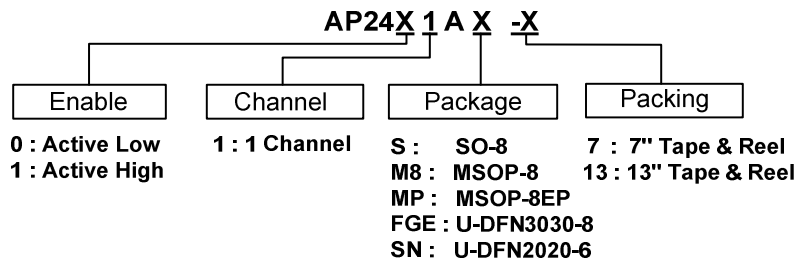 AP24X 1 A X -X
Enable Channel Package Packing
0 : Active Low 1 : 1 Channel S : SO-8 7 : 7" Tape & Reel
1 : Active High M8 : MSOP-8 13 : 13" Tape & Reel
MP : MSOP-8EP
FGE : U-DFN3030-8
SN : U-DFN2020-6